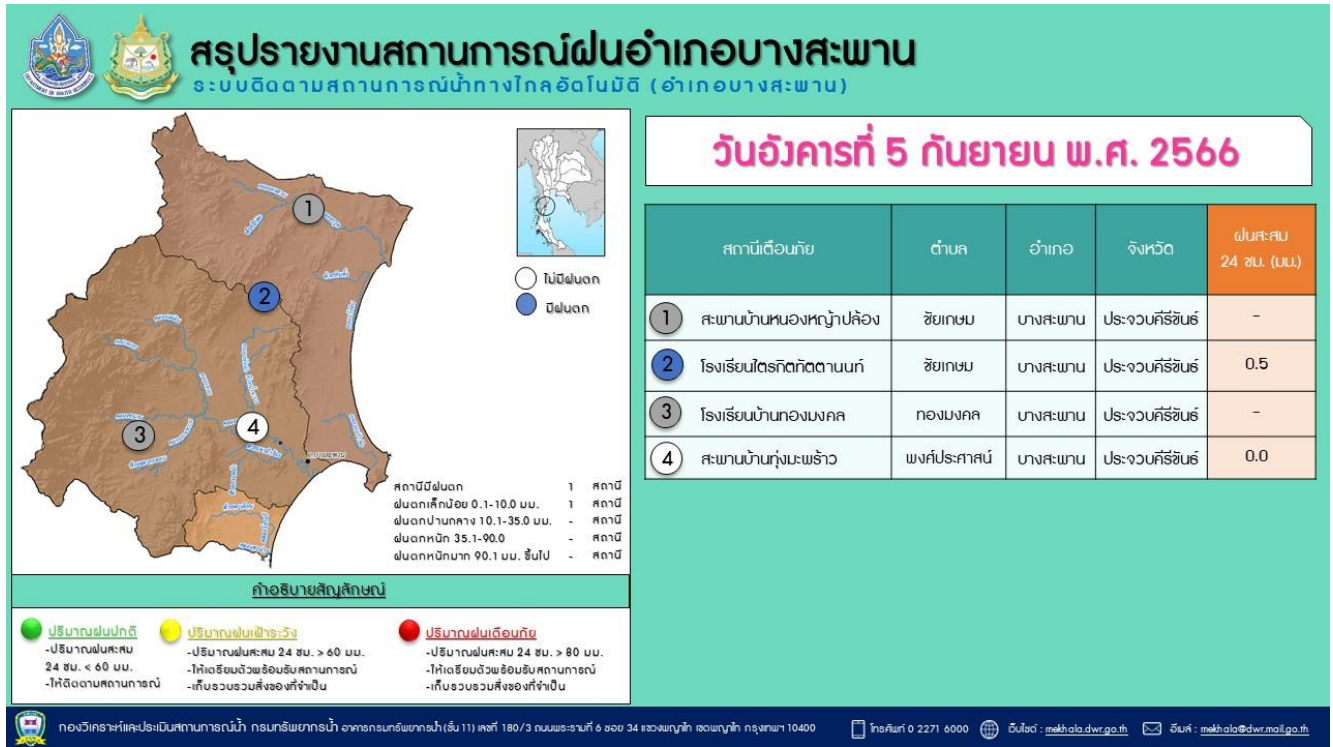 สรุปรายงานสถานการณ์ฝนอำเภอบางสะพาน
ระบบติดตามสถานการณ์น้ำทางไกลอัตโนมัติ (อำเภอบางสะพาน)
วันอังคารที่ 5 กันยายน พ.ศ. 2566
1
2
3
4
ไม่มีฝนตก
มีฝนตก
สถานีมีฝนตก 1 สถานี
ฝนตกเล็กน้อย 0.1-10.0 มม. 1 สถานี
ฝนตกปานกลาง 10.1-35.0 มม. - สถานี
ฝนตกหนัก 35.1-90.0 - สถานี
ฝนตกหนักมาก 90.1 มม. ขึ้นไป - สถานี
สถานีเตือนภัย ตำบล อำเภอ จังหวัด ฝนสะสม
24 ชม. (มม.)
1 สะพานบ้านหนองหญ้าปล้อง ชัยเกษม บางสะพาน ประจวบคีรีขันธ์ -
2 โรงเรียนไตรกิตทัตตานนท์ ชัยเกษม บางสะพาน ประจวบคีรีขันธ์ 0.5
3 โรงเรียนบ้านทองมงคล ทองมงคล บางสะพาน ประจวบคีรีขันธ์ -
4 สะพานบ้านทุ่งมะพร้าว พงศ์ประศาสน์ บางสะพาน ประจวบคีรีขันธ์ 0.0
คำอธิบายสัญลักษณ์
ปริมาณฝนปกติ
-ปริมาณฝนสะสม
24 ชม. < 60 มม.
-ให้ติดตามสถานการณ์
ปริมาณฝนเฝ้าระวัง
-ปริมาณฝนสะสม 24 ชม. > 60 มม.
-ให้เตรียมตัวพร้อมรับสถานการณ์
-เก็บรวบรวมสิ่งของที่จำเป็น
ปริมาณฝนเตือนภัย
-ปริมาณฝนสะสม 24 ชม. > 80 มม.
-ให้เตรียมตัวพร้อมรับสถานการณ์
-เก็บรวบรวมสิ่งของที่จำเป็น
กองวิเคราะห์และประเมินสถานการณ์น้ำ กรมทรัพยากรน้ำ อาคารกรมทรัพยากรน้ำ (ชั้น 11) เลขที่ 180/3 ถนนพระรามที่ 6 ซอย 34 แขวงพญาไท เขตพญาไท กรุงเทพฯ 10400 โทรศัพท์ 0 2271 6000 เว็บไซต์ : mekhala.dwr.go.th อีเมล์ : mekhala@dwr.mail.go.th